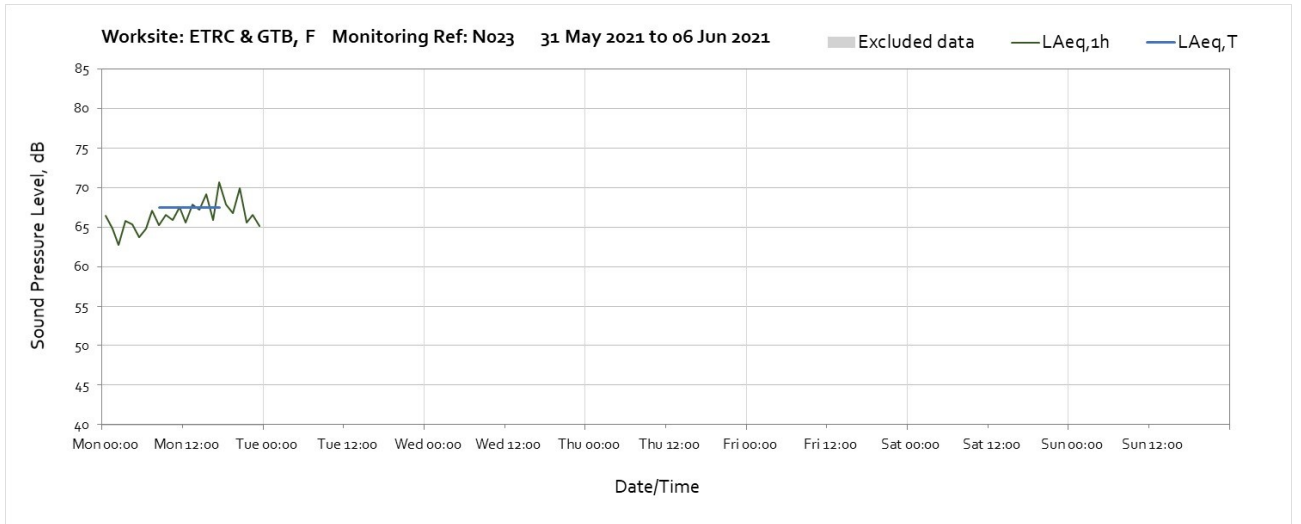 Worksite: ETRC & GTB, F Monitoring Ref: N023 31 May 2021 to 06 Jun 2021
Excluded data LAeq,1h LAeq,T
85
80
75
70
65
60
55
50
45
40
Sound Pressure Level, dB
Mon 00:00 Mon 12:00 Tue 00:00 Tue 12:00 Wed 00:00 Wed 12:00 Thu 00:00 Thu 12:00 Fri 00:00 Fri 12:00 Sat 00:00 Sat 12:00 Sun 00:00 Sun 12:00
Date/Time